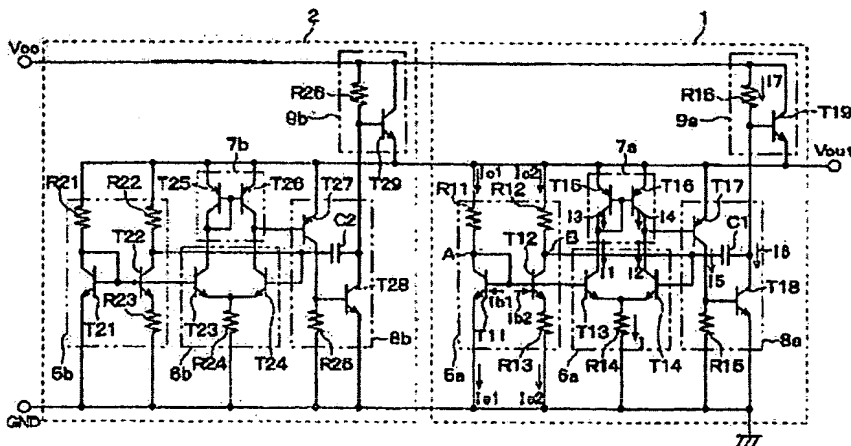 2
1
Vcc
R26
9b
T29
R16
I7
T19
9a
Vout
7b
T25
T26
T27
R21
R22
C2
T22
R23
T21
T23
R24
T24
R25
T28
6b
8b
7a
Ic1
Ic2
R11
R12
T15
T16
T17
I3
I4
C1
A
B
T12
I1
I2
I5
I6
Ib1
Ib2
T11
T13
T14
T18
R13
R14
R15
6a
8a
Ie1
Ie2
GND